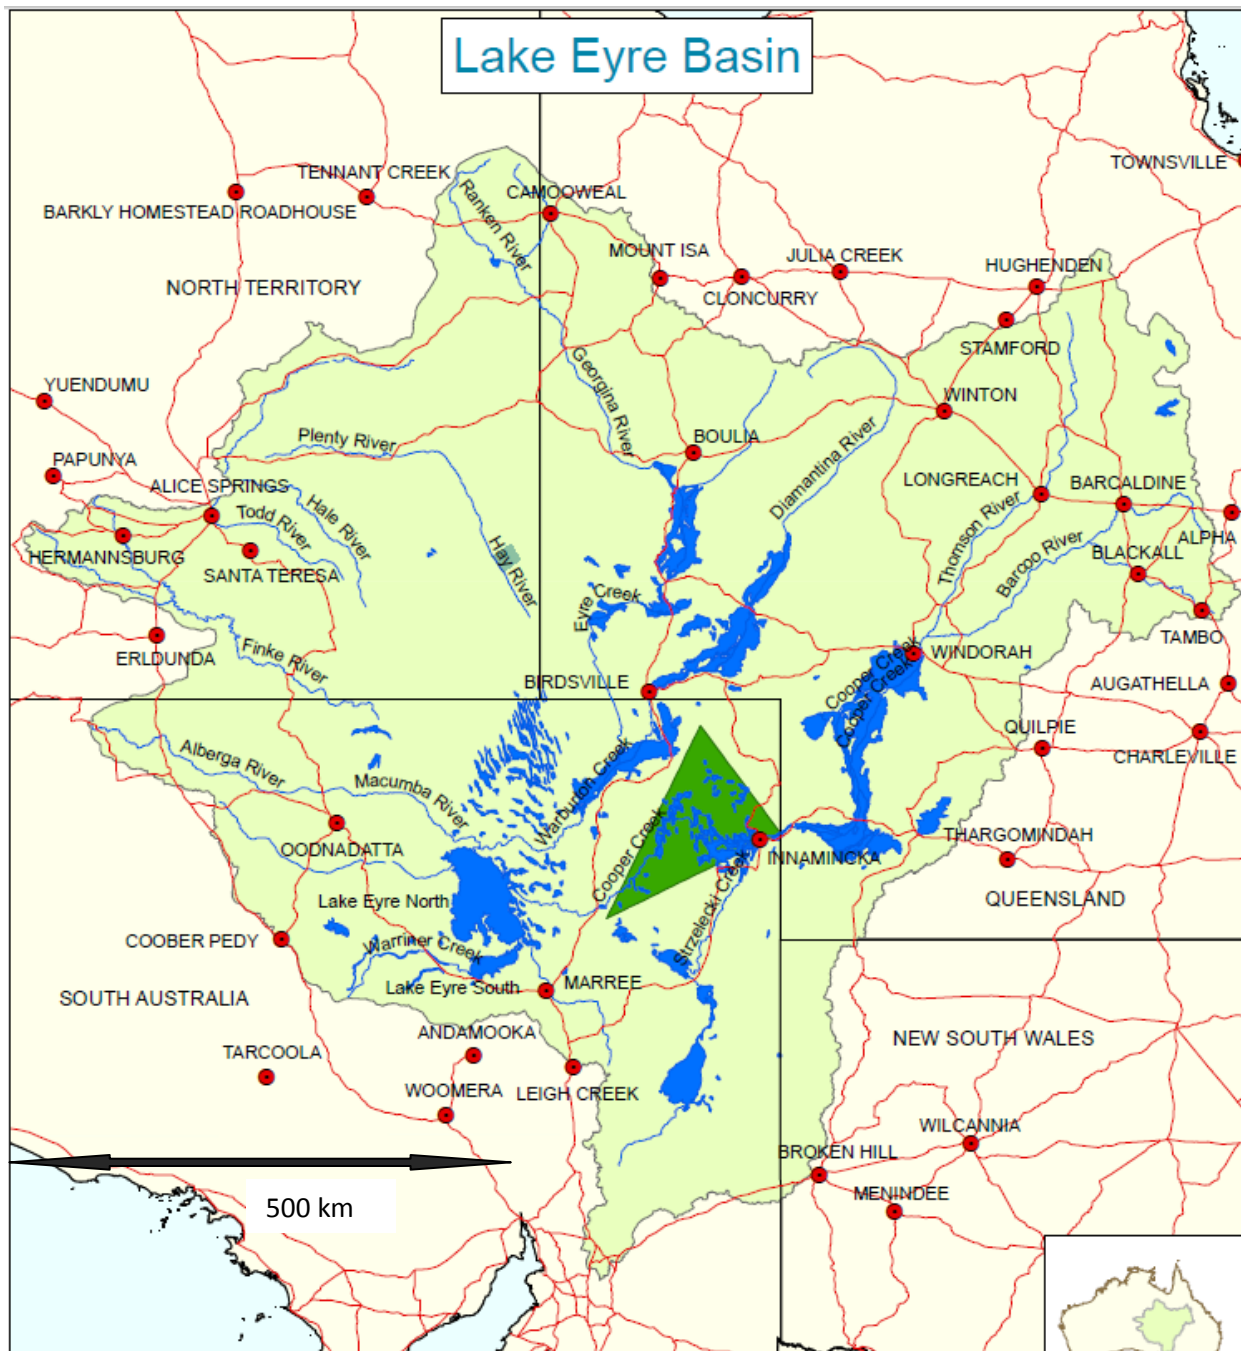 Lake Eyre Basin
TOWNSVILLE
TENNANT CREEK
CAMOOWEAL
BARKLY HOMESTEAD ROADHOUSE
Ranken River
MOUNT ISA
JULIA CREEK
HUGHENDEN
NORTH TERRITORY
CLONCURRY
STAMFORD
YUENDUMU
Georgina River
WINTON
Plenty River
BOULIA
Diamantina River
PAPUNYA
ALICE SPRINGS
LONGREACH
BARCALDINE
Hale River
Todd River
Thomson River
Barcoo River
ALPHA
HERMANNSBURG
SANTA TERESA
Hay River
BLACKALL
Eyre Creek
TAMBO
ERLDUNDA
Finke River
Cooper Creek
WINDORAH
BIRDSVILLE
Cooper Creek
AUGATHELLA
QUILPIE
CHARLEVILLE
Alberga River
Macumba River
Warburton Creek
Cooper Creek
THARGOMINDAH
OODNADATTA
INNAMINCKA
Lake Eyre North
Strzelecki Creek
QUEENSLAND
COOBER PEDY
Warriner Creek
Lake Eyre South
MARREE
SOUTH AUSTRALIA
ANDAMOOKA
NEW SOUTH WALES
TARCOOLA
WOOMERA
LEIGH CREEK
WILCANNIA
BROKEN HILL
MENINDEE
500 km